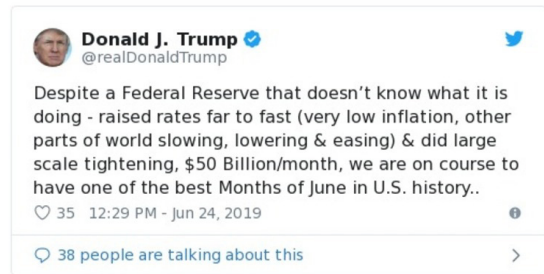 Donald J. Trump
@realDonaldTrump
Despite a Federal Reserve that doesn’t know what it is
doing - raised rates far to fast (very low inflation, other
parts of world slowing, lowering & easing) & did large
scale tightening, $50 Billion/month, we are on course to
have one of the best Months of June in U.S. history..
35 12:29 PM - Jun 24, 2019
38 people are talking about this